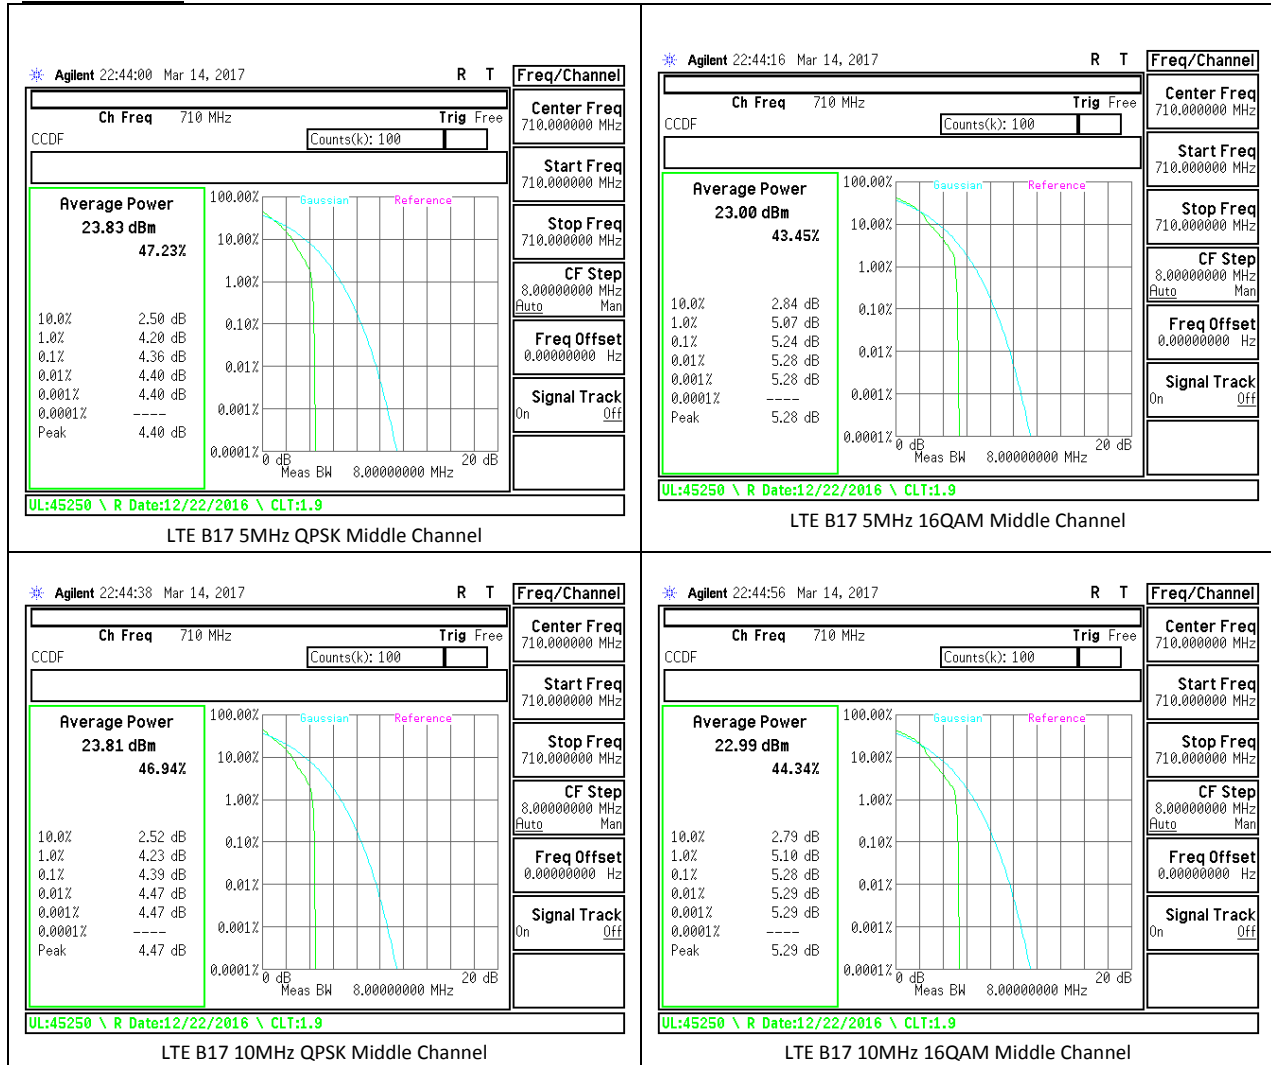 Agilent 22:44:00 Mar 14, 2017 R T
Freq/Channel
Ch Freq 710 MHz Trig Free
CCDF Counts(k): 100
Center Freq
710.000000 MHz
Start Freq
710.000000 MHz
Stop Freq
710.000000 MHz
CF Step
8.00000000 MHz
Auto Man
Freq Offset
0.00000000 Hz
Signal Track
On Off
Average Power
23.83 dBm
47.23%
10.0% 2.50 dB
1.0% 4.20 dB
0.1% 4.36 dB
0.01% 4.40 dB
0.001% 4.40 dB
0.0001% ----
Peak 4.40 dB
Gaussian Reference
100.00%
10.00%
1.00%
0.10%
0.01%
0.001%
0.0001%
0 dB 20 dB
Meas BW 8.00000000 MHz
UL:45250 \ R Date:12/22/2016 \ CLT:1.9
LTE B17 5MHz QPSK Middle Channel
Agilent 22:44:16 Mar 14, 2017 R T
Freq/Channel
Ch Freq 710 MHz Trig Free
CCDF Counts(k): 100
Center Freq
710.000000 MHz
Start Freq
710.000000 MHz
Stop Freq
710.000000 MHz
CF Step
8.00000000 MHz
Auto Man
Freq Offset
0.00000000 Hz
Signal Track
On Off
Average Power
23.00 dBm
43.45%
10.0% 2.84 dB
1.0% 5.07 dB
0.1% 5.24 dB
0.01% 5.28 dB
0.001% 5.28 dB
0.0001% ----
Peak 5.28 dB
Gaussian Reference
100.00%
10.00%
1.00%
0.10%
0.01%
0.001%
0.0001%
0 dB 20 dB
Meas BW 8.00000000 MHz
UL:45250 \ R Date:12/22/2016 \ CLT:1.9
LTE B17 5MHz 16QAM Middle Channel
Agilent 22:44:38 Mar 14, 2017 R T
Freq/Channel
Ch Freq 710 MHz Trig Free
CCDF Counts(k): 100
Center Freq
710.000000 MHz
Start Freq
710.000000 MHz
Stop Freq
710.000000 MHz
CF Step
8.00000000 MHz
Auto Man
Freq Offset
0.00000000 Hz
Signal Track
On Off
Average Power
23.81 dBm
46.94%
10.0% 2.52 dB
1.0% 4.23 dB
0.1% 4.39 dB
0.01% 4.47 dB
0.001% 4.47 dB
0.0001% ----
Peak 4.47 dB
Gaussian Reference
100.00%
10.00%
1.00%
0.10%
0.01%
0.001%
0.0001%
0 dB 20 dB
Meas BW 8.00000000 MHz
UL:45250 \ R Date:12/22/2016 \ CLT:1.9
LTE B17 10MHz QPSK Middle Channel
Agilent 22:44:56 Mar 14, 2017 R T
Freq/Channel
Ch Freq 710 MHz Trig Free
CCDF Counts(k): 100
Center Freq
710.000000 MHz
Start Freq
710.000000 MHz
Stop Freq
710.000000 MHz
CF Step
8.00000000 MHz
Auto Man
Freq Offset
0.00000000 Hz
Signal Track
On Off
Average Power
22.99 dBm
44.34%
10.0% 2.79 dB
1.0% 5.10 dB
0.1% 5.28 dB
0.01% 5.29 dB
0.001% 5.29 dB
0.0001% ----
Peak 5.29 dB
Gaussian Reference
100.00%
10.00%
1.00%
0.10%
0.01%
0.001%
0.0001%
0 dB 20 dB
Meas BW 8.00000000 MHz
UL:45250 \ R Date:12/22/2016 \ CLT:1.9
LTE B17 10MHz 16QAM Middle Channel